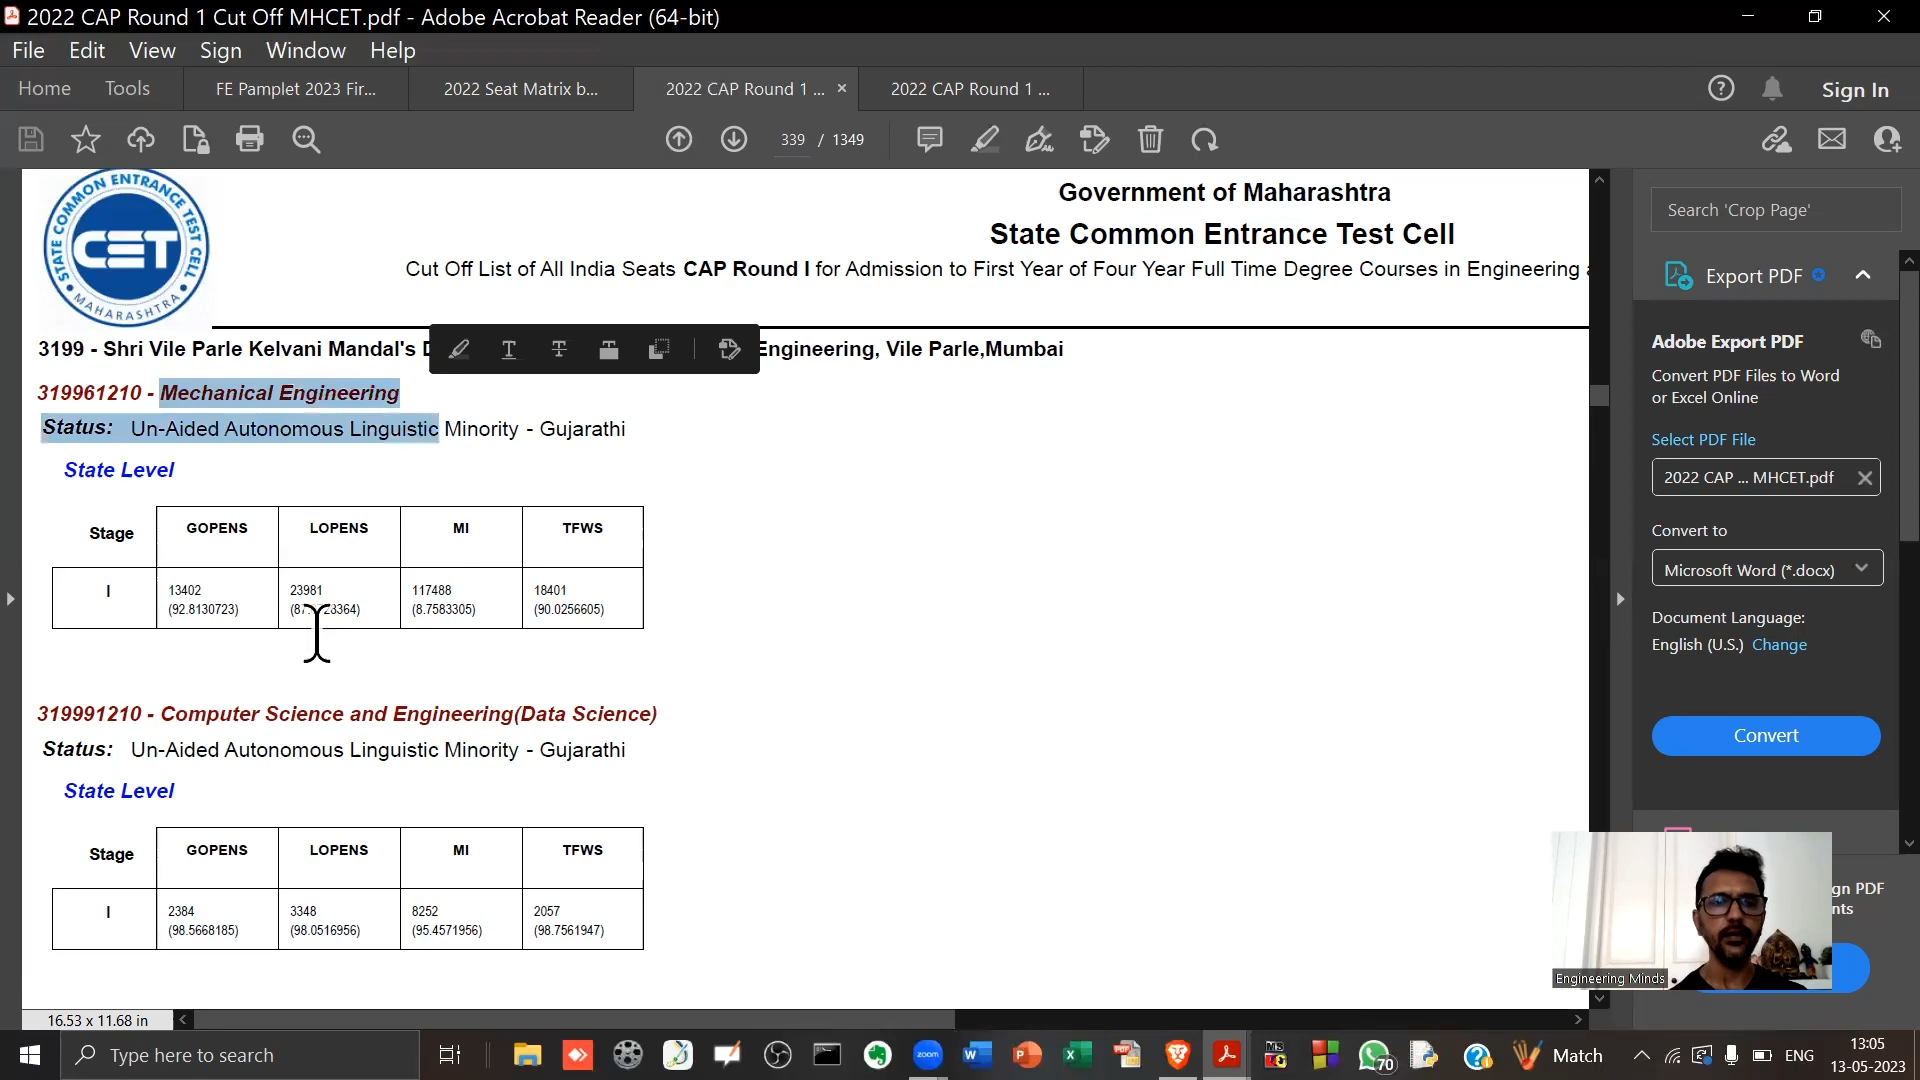 2022 CAP Round 1 Cut Off MHCET.pdf - Adobe Acrobat Reader (64-bit)
File Edit View Sign Window Help
Home Tools FE Pamplet 2023 Fir... 2022 Seat Matrix b... 2022 CAP Round 1 ... × 2022 CAP Round 1 ... Sign In
339 / 1349
STATE COMMON ENTRANCE TEST CELL
CET
MAHARASHTRA
Government of Maharashtra
State Common Entrance Test Cell
Cut Off List of All India Seats CAP Round I for Admission to First Year of Four Year Full Time Degree Courses in Engineering
3199 - Shri Vile Parle Kelvani Mandal's Engineering, Vile Parle,Mumbai
319961210 - Mechanical Engineering
Status: Un-Aided Autonomous Linguistic Minority - Gujarathi
State Level
Stage GOPENS LOPENS MI TFWS
I 13402 23981 117488 18401
(92.8130723) (8.7583305) (90.0256605)
319991210 - Computer Science and Engineering(Data Science)
Status: Un-Aided Autonomous Linguistic Minority - Gujarathi
State Level
Stage GOPENS LOPENS MI TFWS
I 2384 3348 8252 2057
(98.5668185) (98.0516956) (95.4571956) (98.7561947)
16.53 x 11.68 in
Search 'Crop Page'
Export PDF
Adobe Export PDF
Convert PDF Files to Word
or Excel Online
Select PDF File
2022 CAP ... MHCET.pdf
Convert to
Microsoft Word (*.docx)
Document Language:
English (U.S.) Change
Convert
gn PDF
nts
Engineering Minds
Type here to search
zoom
70
Match
ENG
13:05
13-05-2023